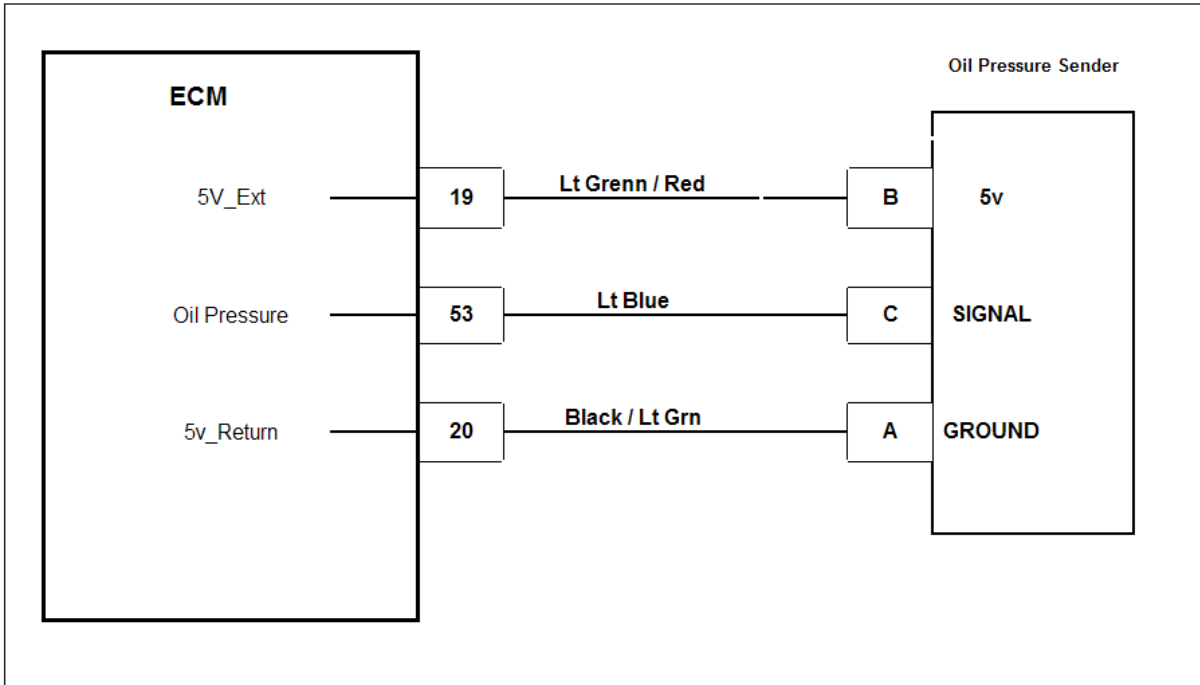 Oil Pressure Sender
ECM
5V_Ext
19
Lt Grenn / Red
B
5v
Oil Pressure
53
Lt Blue
C
SIGNAL
5v_Return
20
Black / Lt Grn
A
GROUND